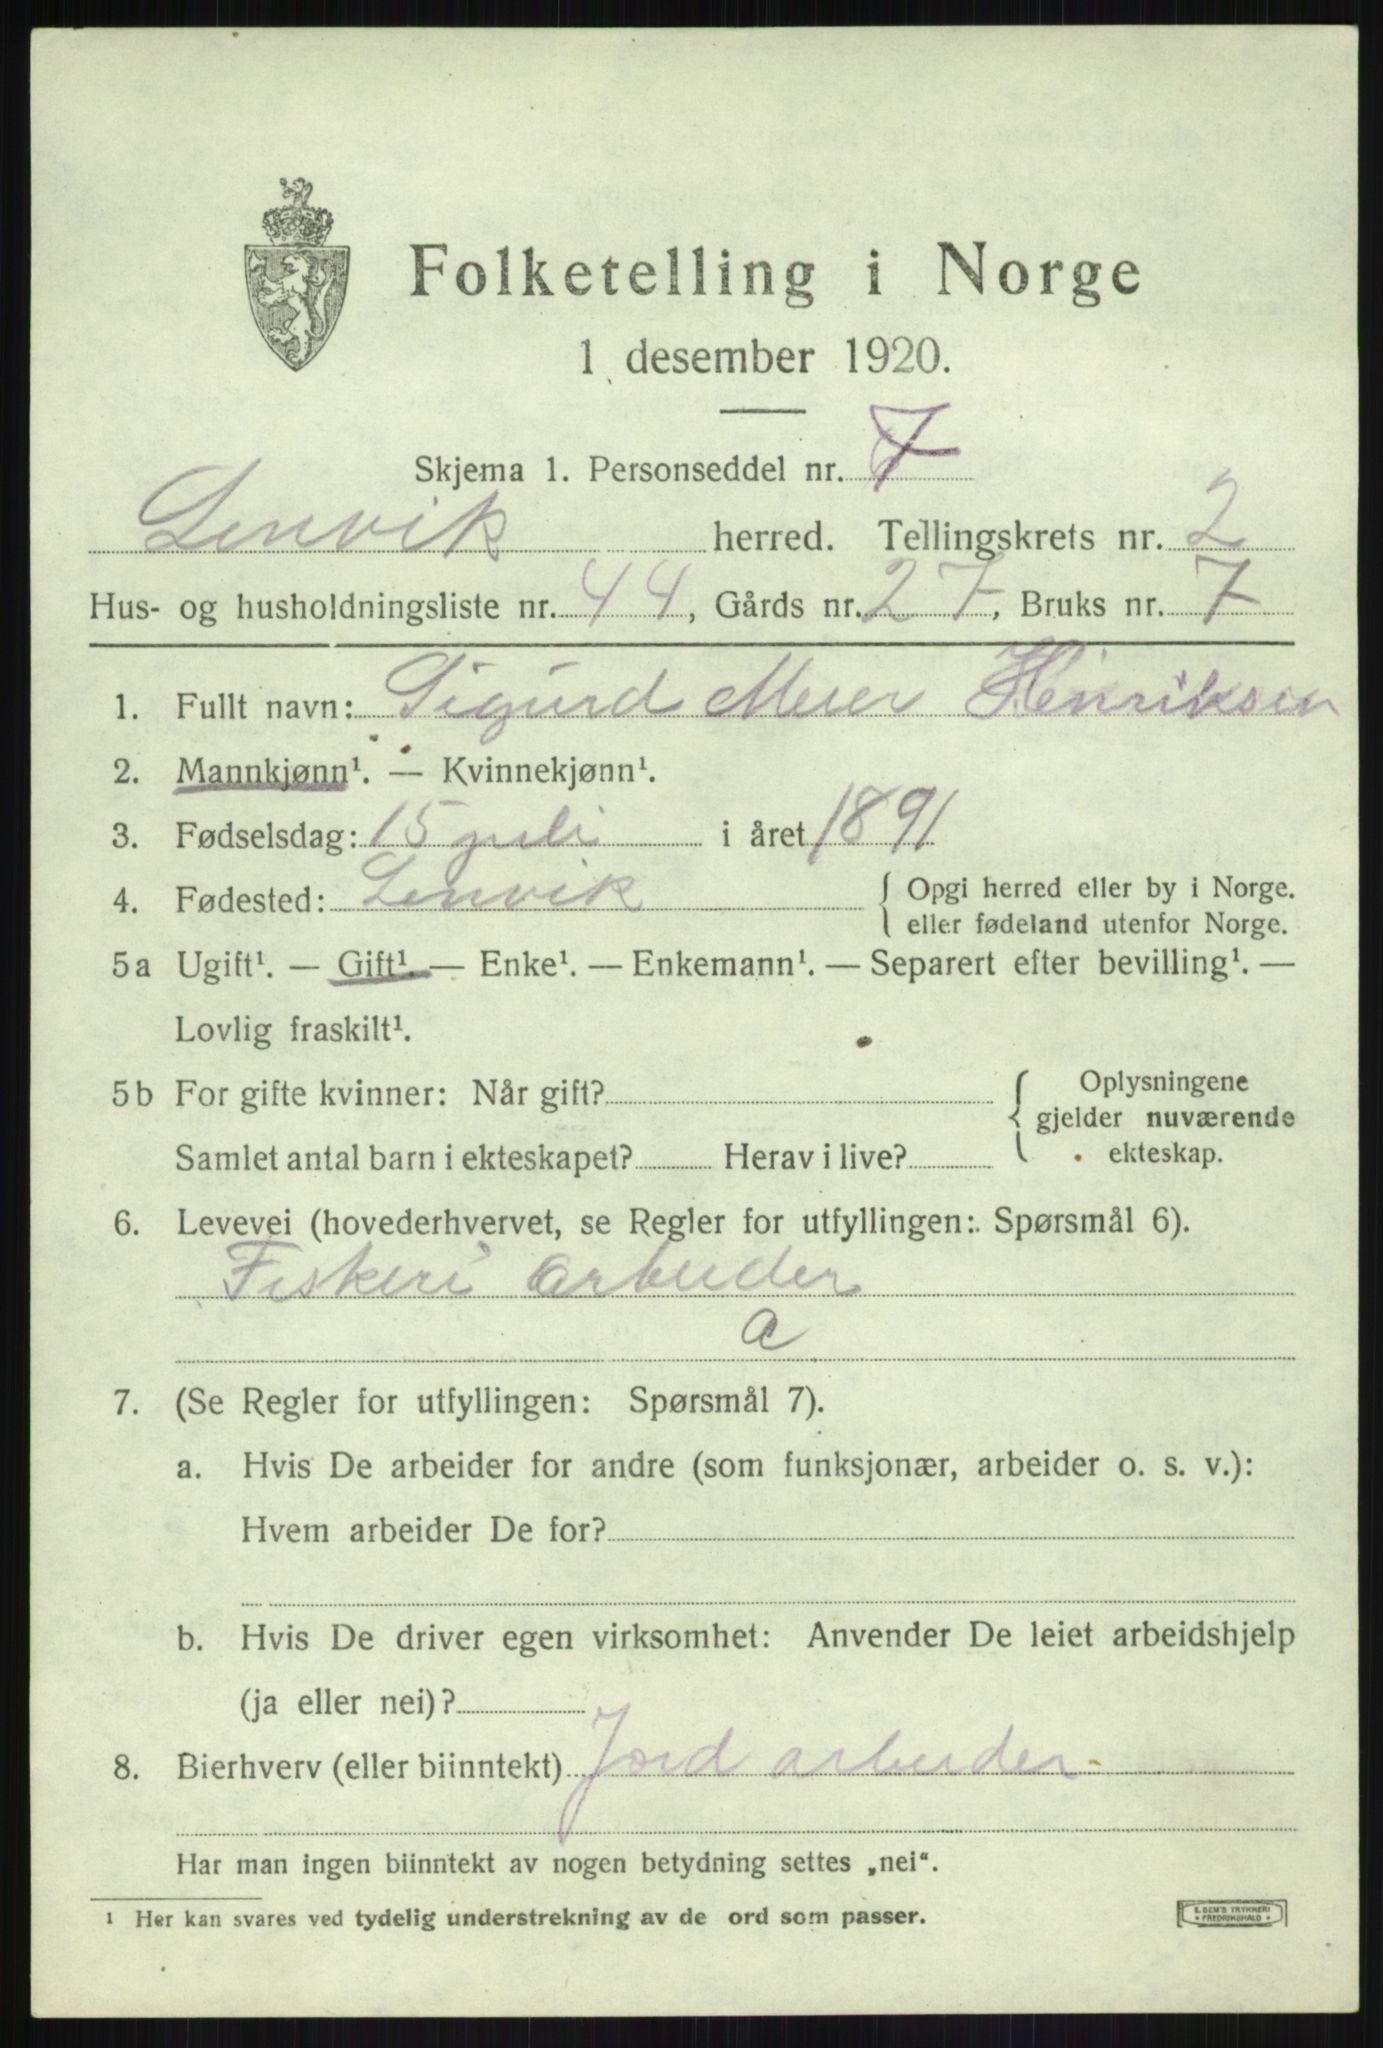 Folketelling i Norge
1 desember 1920.
Skjema 1. Personseddel nr. 7
Lenvik herred. Tellingskrets nr. 2
Hus- og husholdningsliste nr. 44, Gårds nr. 27, Bruks nr. 7
1. Fullt navn: Sigurd Meier Henriksen
2. Mannkjønn¹. — Kvinnekjønn¹.
3. Fødselsdag: 15 juli i året 1891
4. Fødested: Lenvik { Opgi herred eller by i Norge.
eller fødeland utenfor Norge.
5a Ugift¹. — Gift¹ — Enke¹. — Enkemann¹. — Separert efter bevilling¹. —
Lovlig fraskilt¹.
5b For gifte kvinner: Når gift? { Oplysningene
gjelder nuværende
Samlet antal barn i ekteskapet? Herav i live? ekteskap.
6. Levevei (hovederhvervet, se Regler for utfyllingen: Spørsmål 6).
Fiskeri arbeider
a
7. (Se Regler for utfyllingen: Spørsmål 7).
a. Hvis De arbeider for andre (som funksjonær, arbeider o. s. v.):
Hvem arbeider De for?
b. Hvis De driver egen virksomhet: Anvender De leiet arbeidshjelp
(ja eller nei)?
8. Bierhverv (eller biinntekt) Jord arbeider
Har man ingen biinntekt av nogen betydning settes „nei“.
¹ Her kan svares ved tydelig understrekning av de ord som passer.
E. SEM'S TRYKKERI
* FREDRIKSHALD *